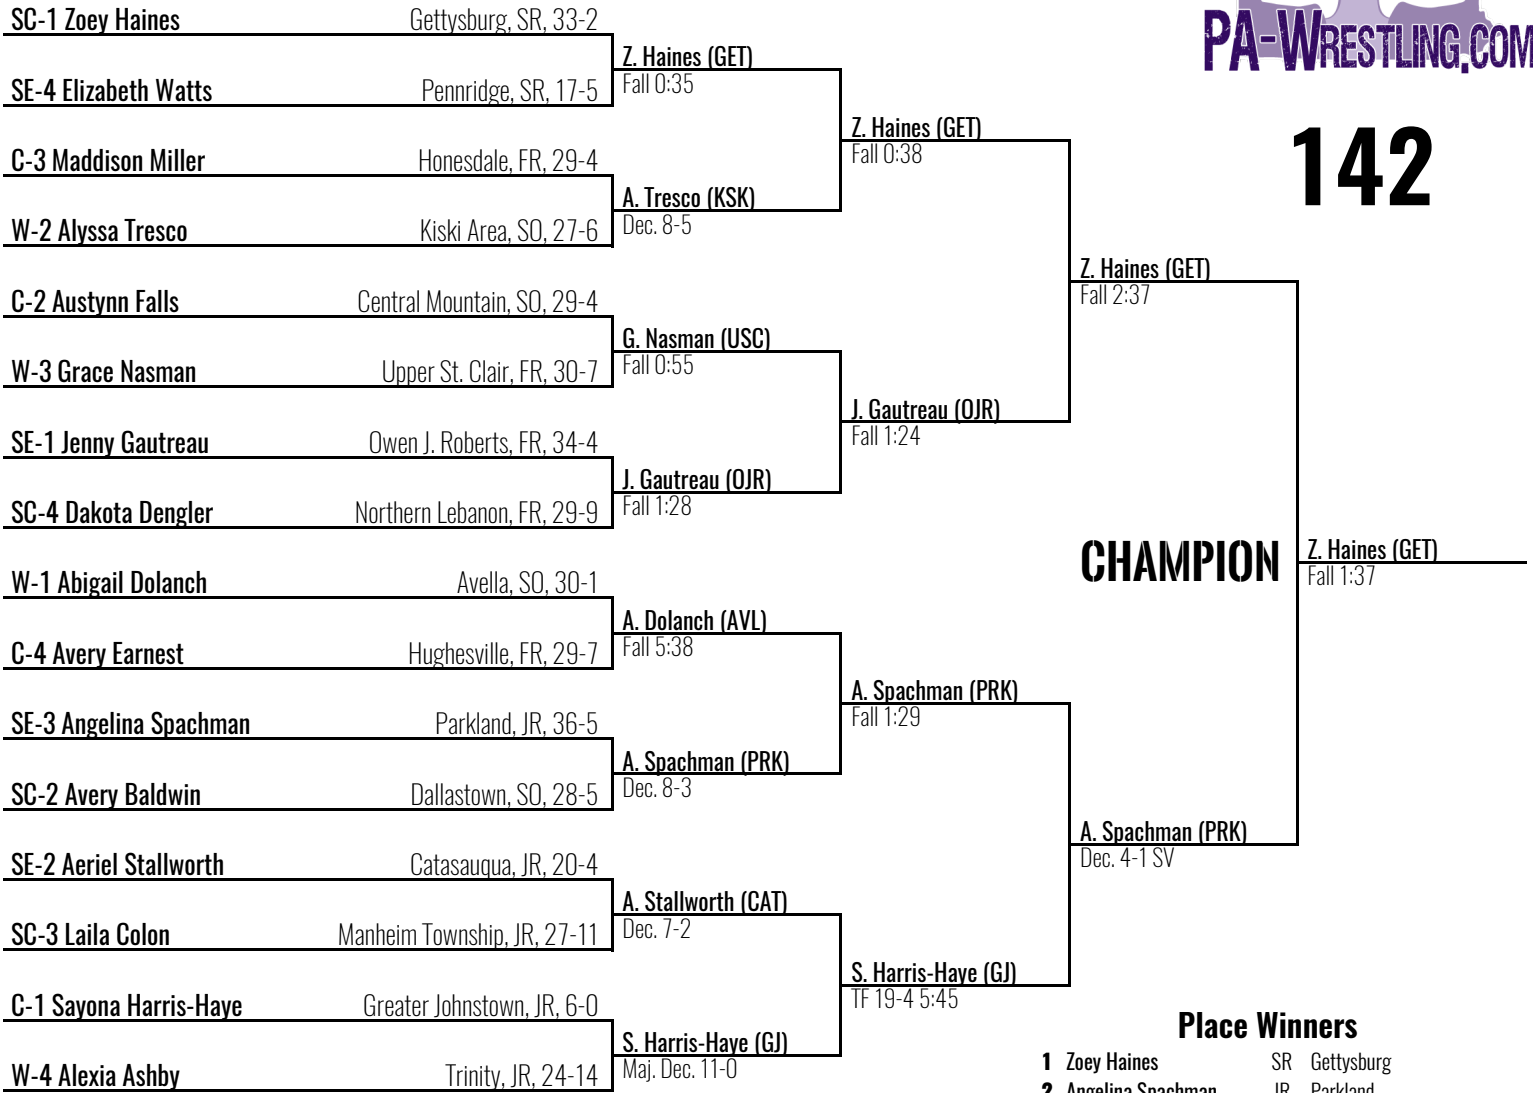 PA-WRESTLING.COM
142
SC-1 Zoey Haines Gettysburg, SR, 33-2
Z. Haines (GET)
Fall 0:35
SE-4 Elizabeth Watts Pennridge, SR, 17-5
Z. Haines (GET)
Fall 0:38
C-3 Maddison Miller Honesdale, FR, 29-4
A. Tresco (KSK)
Dec. 8-5
W-2 Alyssa Tresco Kiski Area, SO, 27-6
Z. Haines (GET)
Fall 2:37
C-2 Austynn Falls Central Mountain, SO, 29-4
G. Nasman (USC)
Fall 0:55
W-3 Grace Nasman Upper St. Clair, FR, 30-7
J. Gautreau (OJR)
Fall 1:24
SE-1 Jenny Gautreau Owen J. Roberts, FR, 34-4
J. Gautreau (OJR)
Fall 1:28
SC-4 Dakota Dengler Northern Lebanon, FR, 29-9
CHAMPION
Z. Haines (GET)
Fall 1:37
W-1 Abigail Dolanch Avella, SO, 30-1
A. Dolanch (AVL)
Fall 5:38
C-4 Avery Earnest Hughesville, FR, 29-7
A. Spachman (PRK)
Fall 1:29
SE-3 Angelina Spachman Parkland, JR, 36-5
A. Spachman (PRK)
Dec. 8-3
SC-2 Avery Baldwin Dallastown, SO, 28-5
A. Spachman (PRK)
Dec. 4-1 SV
SE-2 Aeriel Stallworth Catasauqua, JR, 20-4
A. Stallworth (CAT)
Dec. 7-2
SC-3 Laila Colon Manheim Township, JR, 27-11
S. Harris-Haye (GJ)
TF 19-4 5:45
C-1 Sayona Harris-Haye Greater Johnstown, JR, 6-0
S. Harris-Haye (GJ)
Maj. Dec. 11-0
W-4 Alexia Ashby Trinity, JR, 24-14
Place Winners
1 Zoey Haines SR Gettysburg
2 Angelina Spachman JR Parkland